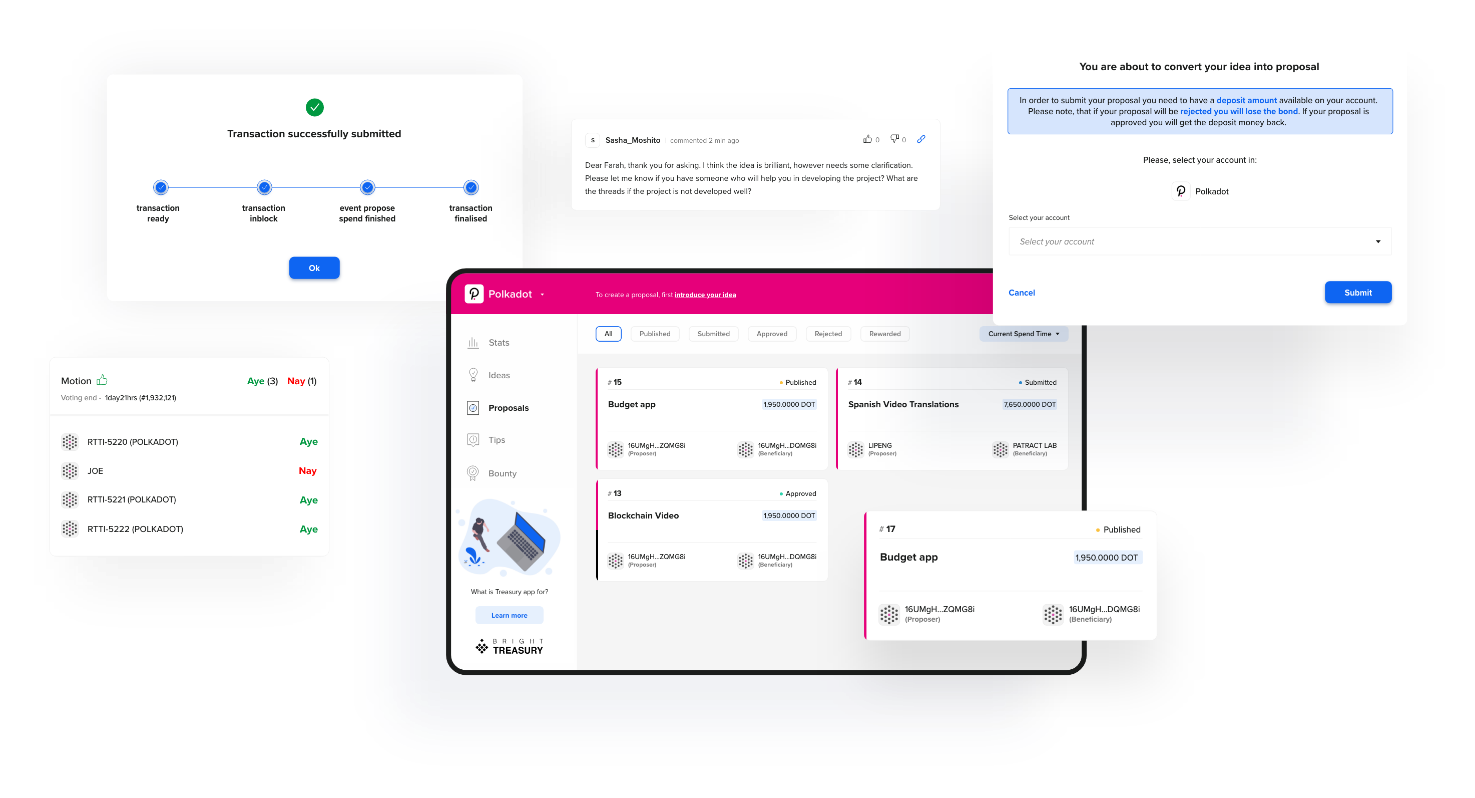 Transaction successfully submitted
transaction
ready
transaction
inblock
event propose
spend finished
transaction
finalised
Ok
S Sasha_Moshito commented 2 min ago 0 0
Dear Farah, thank you for asking. I think the idea is brilliant, however needs some clarification.
Please let me know if you have someone who will help you in developing the project? What are
the threads if the project is not developed well?
You are about to convert your idea into proposal
In order to submit your proposal you need to have a deposit amount available on your account.
Please note, that if your proposal will be rejected you will lose the bond. If your proposal is
approved you will get the deposit money back.
Please, select your account in:
Polkadot
Select your account
Select your account
Cancel Submit
Motion Aye (3) Nay (1)
Voting end - 1day21hrs (#1,932,121)
RTTI-5220 (POLKADOT) Aye
JOE Nay
RTTI-5221 (POLKADOT) Aye
RTTI-5222 (POLKADOT) Aye
Polkadot To create a proposal, first introduce your idea
Stats
Ideas
Proposals
Tips
Bounty
What is Treasury app for?
Learn more
BRIGHT
TREASURY
All Published Submitted Approved Rejected Rewarded Current Spend Time
# 15 Published
Budget app 1,950.0000 DOT
16UMgH...ZQMG8i 16UMgH...DQMG8i
(Proposer) (Beneficiary)
# 14 Submitted
Spanish Video Translations 7,650.0000 DOT
LIPENG PATRACT LAB
(Proposer) (Beneficiary)
# 13 Approved
Blockchain Video 1,950.0000 DOT
16UMgH...ZQMG8i 16UMgH...DQMG8i
(Proposer) (Beneficiary)
# 17 Published
Budget app 1,950.0000 DOT
16UMgH...ZQMG8i 16UMgH...DQMG8i
(Proposer) (Beneficiary)